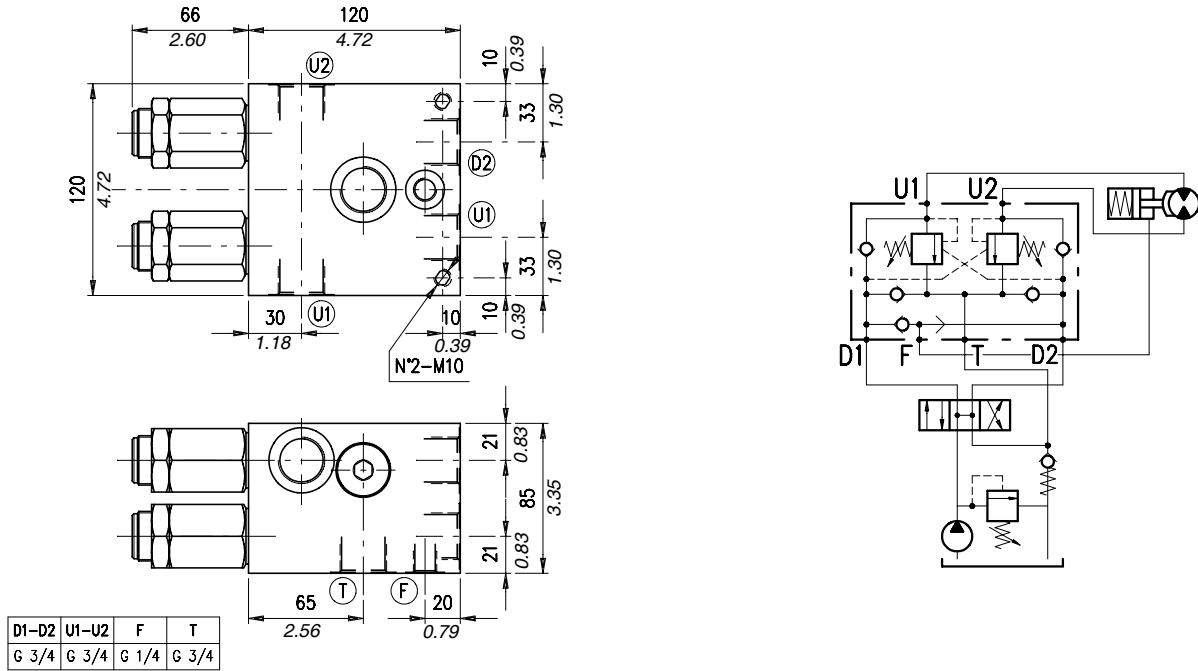 66
2.60
120
4.72
10
0.39
U2
33
1.30
120
4.72
D2
U1
33
1.30
10
0.39
30
1.18
U1
10
0.39
N°2-M10
21
0.83
85
3.35
21
0.83
T
F
65
2.56
20
0.79
D1-D2 U1-U2 F T
G 3/4 G 3/4 G 1/4 G 3/4
U1 U2
D1 F T D2